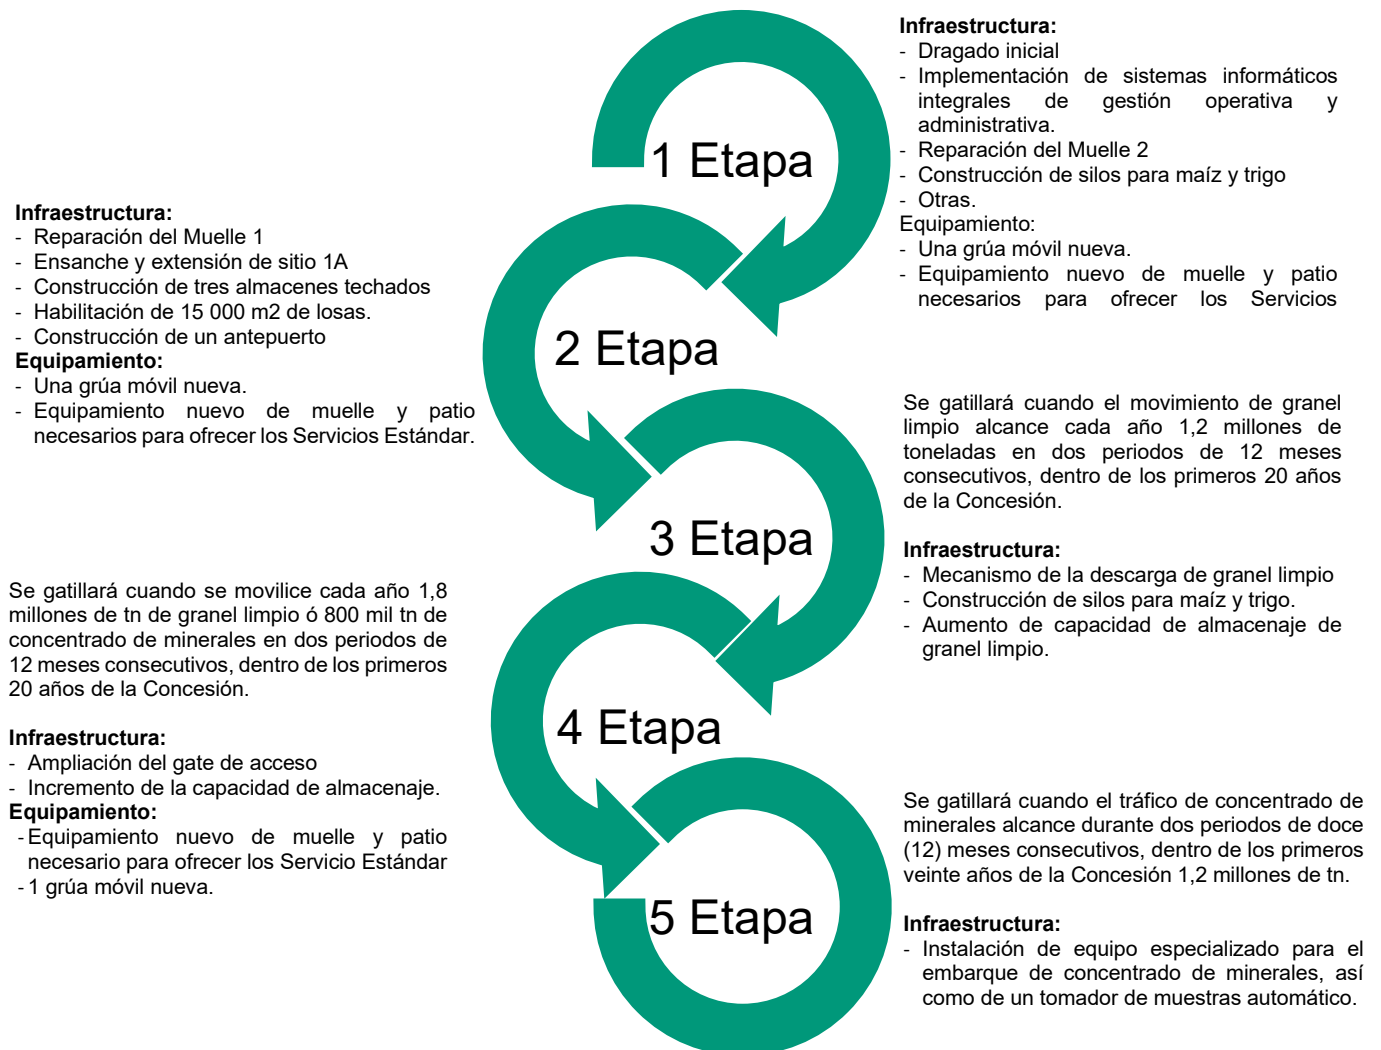 1 Etapa
Infraestructura:
- Dragado inicial
- Implementación de sistemas informáticos
integrales de gestión operativa y
administrativa.
- Reparación del Muelle 2
- Construcción de silos para maíz y trigo
- Otras.
Equipamiento:
- Una grúa móvil nueva.
- Equipamiento nuevo de muelle y patio
necesarios para ofrecer los Servicios
2 Etapa
Infraestructura:
- Reparación del Muelle 1
- Ensanche y extensión de sitio 1A
- Construcción de tres almacenes techados
- Habilitación de 15 000 m2 de losas.
- Construcción de un antepuerto
Equipamiento:
- Una grúa móvil nueva.
- Equipamiento nuevo de muelle y patio
necesarios para ofrecer los Servicios Estándar.
3 Etapa
Se gatillará cuando el movimiento de granel
limpio alcance cada año 1,2 millones de
toneladas en dos periodos de 12 meses
consecutivos, dentro de los primeros 20 años
de la Concesión.
Infraestructura:
- Mecanismo de la descarga de granel limpio
- Construcción de silos para maíz y trigo.
- Aumento de capacidad de almacenaje de
granel limpio.
4 Etapa
Se gatillará cuando se movilice cada año 1,8
millones de tn de granel limpio ó 800 mil tn de
concentrado de minerales en dos periodos de
12 meses consecutivos, dentro de los primeros
20 años de la Concesión.
Infraestructura:
- Ampliación del gate de acceso
- Incremento de la capacidad de almacenaje.
Equipamiento:
- Equipamiento nuevo de muelle y patio
necesario para ofrecer los Servicio Estándar
- 1 grúa móvil nueva.
5 Etapa
Se gatillará cuando el tráfico de concentrado de
minerales alcance durante dos periodos de doce
(12) meses consecutivos, dentro de los primeros
veinte años de la Concesión 1,2 millones de tn.
Infraestructura:
- Instalación de equipo especializado para el
embarque de concentrado de minerales, así
como de un tomador de muestras automático.